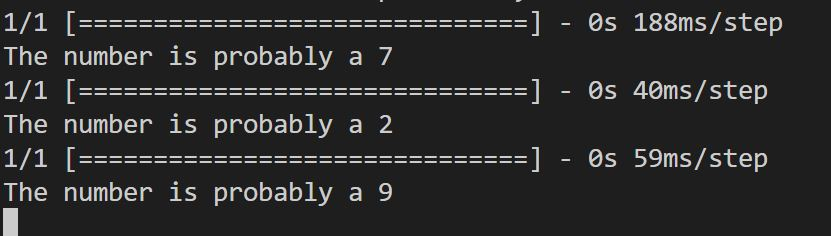 1/1 [==============================] - 0s 188ms/step
The number is probably a 7
1/1 [==============================] - 0s 40ms/step
The number is probably a 2
1/1 [==============================] - 0s 59ms/step
The number is probably a 9